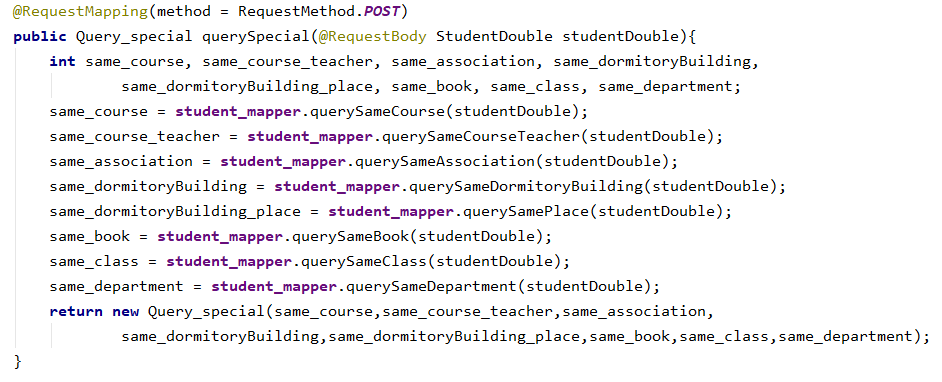 @RequestMapping(method = RequestMethod.POST)
public Query_special querySpecial(@RequestBody StudentDouble studentDouble){
    int same_course, same_course_teacher, same_association, same_dormitoryBuilding,
            same_dormitoryBuilding_place, same_book, same_class, same_department;
    same_course = student_mapper.querySameCourse(studentDouble);
    same_course_teacher = student_mapper.querySameCourseTeacher(studentDouble);
    same_association = student_mapper.querySameAssociation(studentDouble);
    same_dormitoryBuilding = student_mapper.querySameDormitoryBuilding(studentDouble);
    same_dormitoryBuilding_place = student_mapper.querySamePlace(studentDouble);
    same_book = student_mapper.querySameBook(studentDouble);
    same_class = student_mapper.querySameClass(studentDouble);
    same_department = student_mapper.querySameDepartment(studentDouble);
    return new Query_special(same_course,same_course_teacher,same_association,
            same_dormitoryBuilding,same_dormitoryBuilding_place,same_book,same_class,same_department);
}